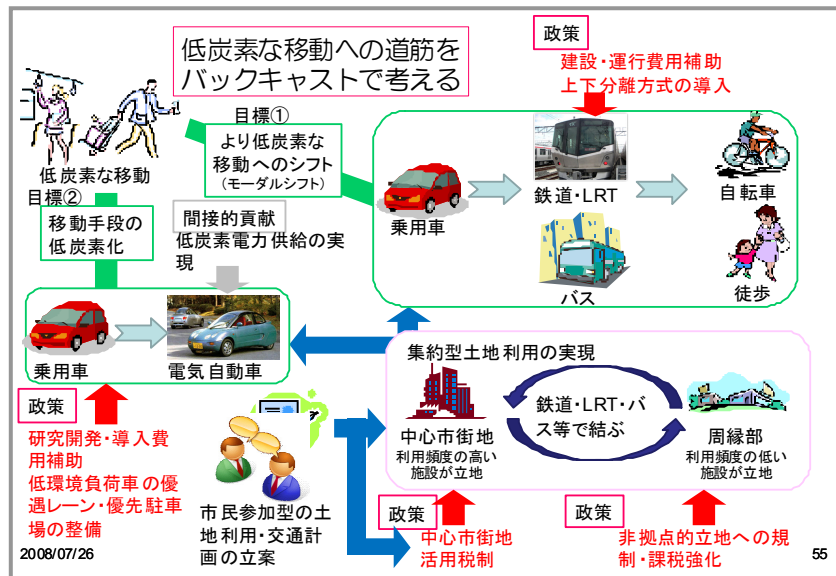 低炭素な移動への道筋を
バックキャストで考える
政策
建設・運行費用補助
上下分離方式の導入
低炭素な移動
目標①
より低炭素な
移動へのシフト
(モーダルシフト)
乗用車
鉄道・LRT
バス
自転車
徒歩
目標②
移動手段の
低炭素化
間接的貢献
低炭素電力供給の実
現
乗用車
電気自動車
政策
研究開発・導入費
用補助
低環境負荷車の優
遇レーン・優先駐車
場の整備
市民参加型の土
地利用・交通計
画の立案
集約型土地利用の実現
中心市街地
利用頻度の高い
施設が立地
鉄道・LRT・バ
ス等で結ぶ
周縁部
利用頻度の低い
施設が立地
政策
中心市街地
活用税制
政策
非拠点的立地への規
制・課税強化
2008/07/26
55